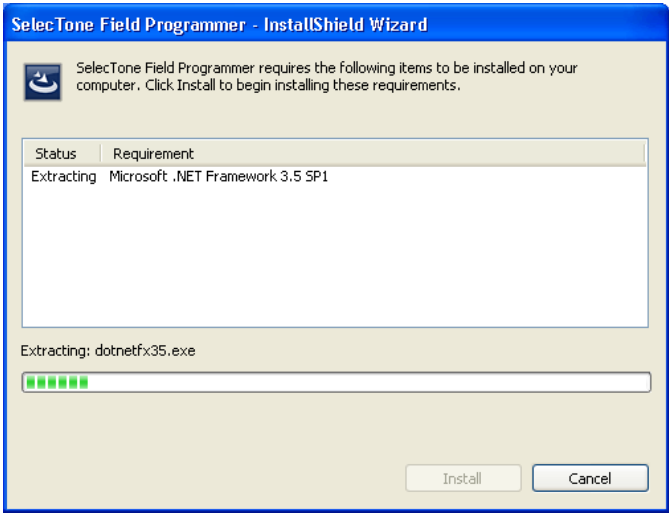 SelecTone Field Programmer - InstallShield Wizard
SelecTone Field Programmer requires the following items to be installed on your
computer. Click Install to begin installing these requirements.
Status Requirement
Extracting Microsoft .NET Framework 3.5 SP1
Extracting: dotnetfx35.exe
Install Cancel